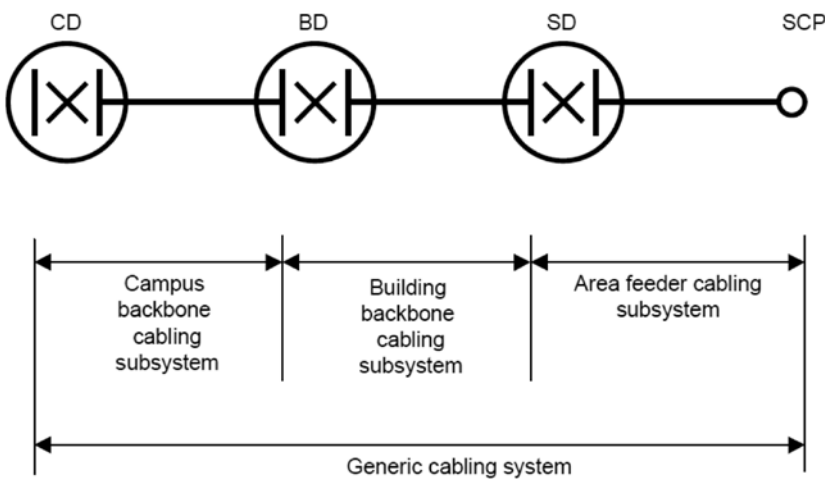 CD
BD
SD
SCP
Campus
backbone
cabling
subsystem
Building
backbone
cabling
subsystem
Area feeder cabling
subsystem
Generic cabling system